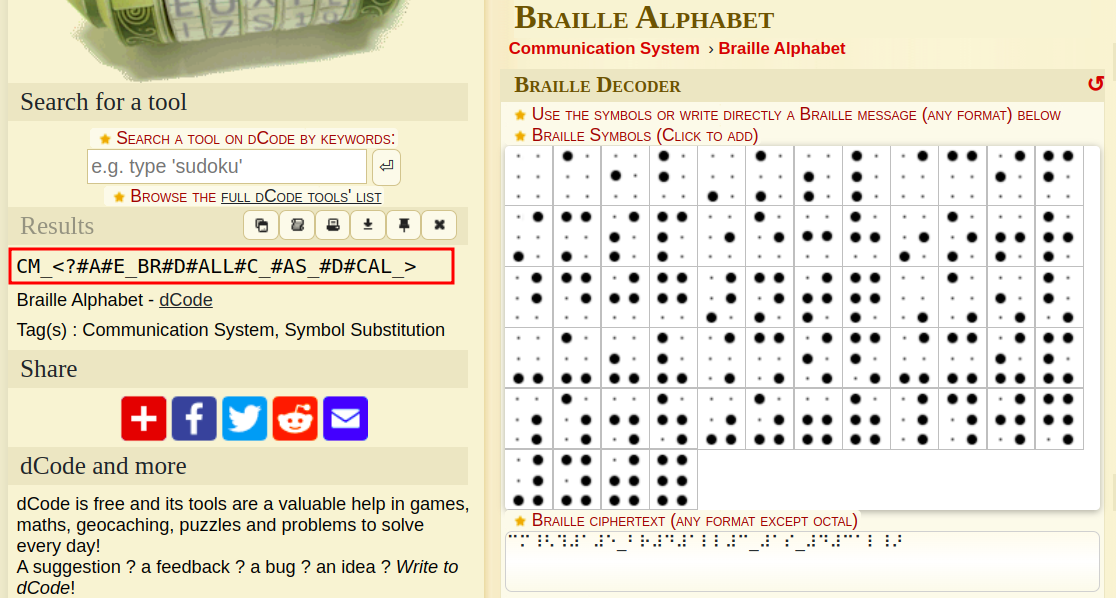 Search for a tool
★ Search a tool on dCode by keywords:
e.g. type 'sudoku'
★ Browse the full dCode tools' list
Results
CM_<?#A#E_BR#D#ALL#C_#AS_#D#CAL_>
Braille Alphabet - dCode
Tag(s) : Communication System, Symbol Substitution
Share
dCode and more
dCode is free and its tools are a valuable help in games,
maths, geocaching, puzzles and problems to solve
every day!
A suggestion ? a feedback ? a bug ? an idea ? Write to
dCode!
Braille Alphabet
Communication System › Braille Alphabet
Braille Decoder
★ Use the symbols or write directly a Braille message (any format) below
★ Braille Symbols (Click to add)
★ Braille ciphertext (any format except octal)